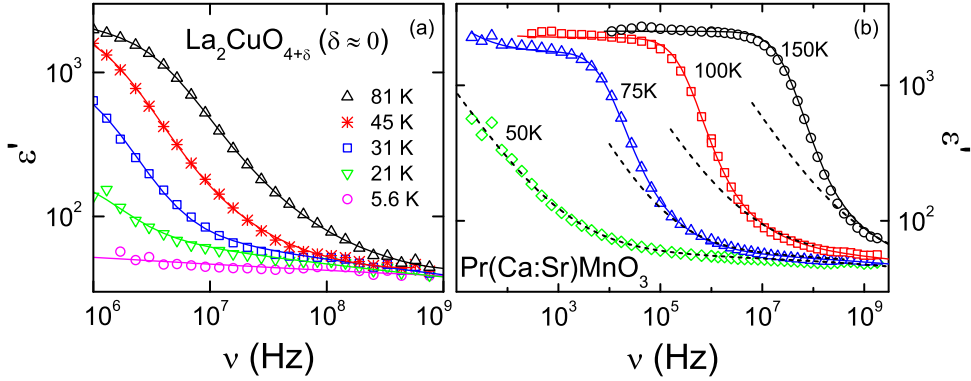 (a)
La₂CuO₄₊δ (δ ≈ 0)
10³
10²
ε'
81 K
45 K
31 K
21 K
5.6 K
10⁶ 10⁷ 10⁸ 10⁹
ν (Hz)
(b)
150K
100K
75K
50K
Pr(Ca:Sr)MnO₃
10³
10²
ε'
10³ 10⁵ 10⁷ 10⁹
ν (Hz)